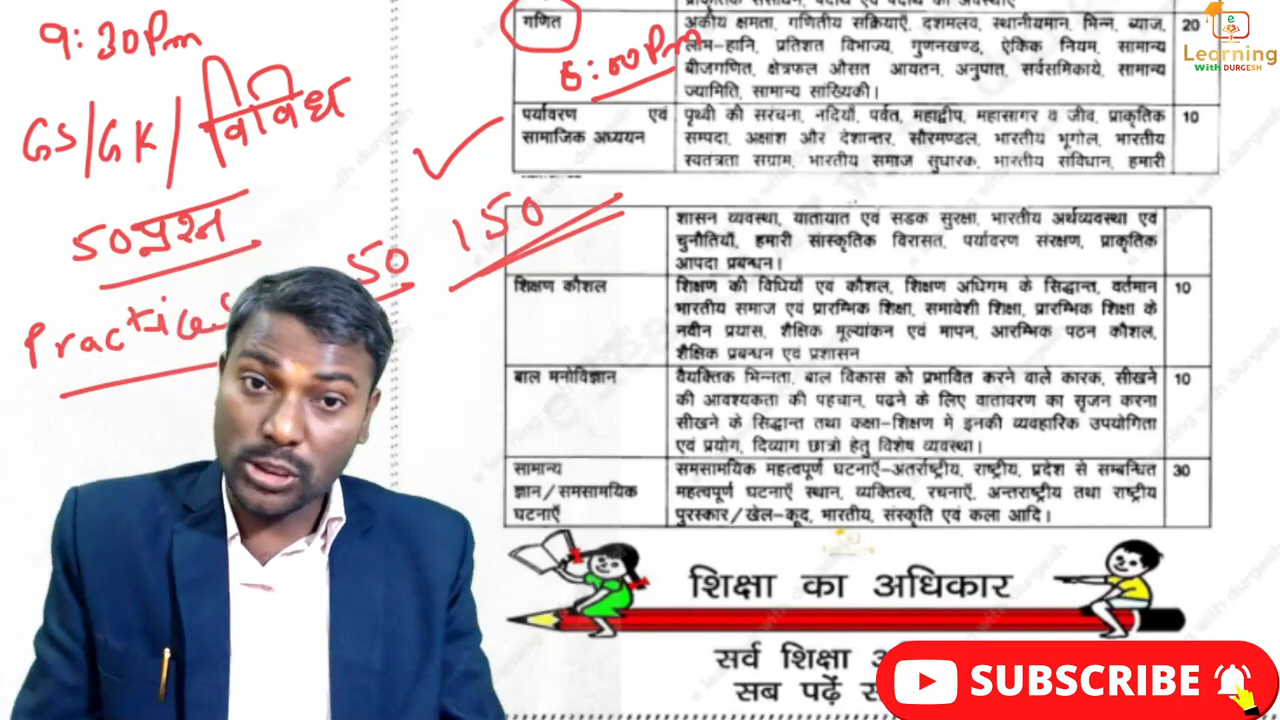 9:30Pm
GS/GK/विविध
50प्रश्न
50
150
8:00Pm
Learning
With DURGESH
गणित
अंकीय क्षमता, गणितीय सक्रियाएँ, दशमलव, स्थानीयमान, भिन्न, ब्याज, 20
लाभ-हानि, प्रतिशत विभाज्य, गुणनखण्ड, ऐकिक नियम, सामान्य
बीजगणित, क्षेत्रफल औसत आयतन, अनुपात, सर्वसमिकाये, सामान्य
ज्यामिति, सामान्य सांख्यिकी।
पर्यावरण एवं पृथ्वी की सरंचना, नदियाँ, पर्वत, महाद्वीप, महासागर व जीव, प्राकृतिक 10
सामाजिक अध्ययन सम्पदा, अक्षांश और देशान्तर, सौरमण्डल, भारतीय भूगोल, भारतीय
स्वतंत्रता संग्राम, भारतीय समाज सुधारक, भारतीय संविधान, हमारी
शासन व्यवस्था, यातायात एवं सडक सुरक्षा, भारतीय अर्थव्यवस्था एवं
चुनौतियाँ, हमारी सांस्कृतिक विरासत, पर्यावरण संरक्षण, प्राकृतिक
आपदा प्रबन्धन।
शिक्षण कौशल शिक्षण की विधियाँ एवं कौशल, शिक्षण अधिगम के सिद्धान्त, वर्तमान 10
भारतीय समाज एवं प्रारम्भिक शिक्षा, समावेशी शिक्षा, प्रारम्भिक शिक्षा के
नवीन प्रयास, शैक्षिक मूल्यांकन एवं मापन, आरम्भिक पठन कौशल,
शैक्षिक प्रबन्धन एवं प्रशासन
बाल मनोविज्ञान वैयक्तिक भिन्नता, बाल विकास को प्रभावित करने वाले कारक, सीखने 10
की आवश्यकता की पहचान, पढने के लिए वातावरण का सृजन करना
सीखने के सिद्धान्त तथा कक्षा-शिक्षण मे इनकी व्यवहारिक उपयोगिता
एवं प्रयोग, दिव्याग छात्रो हेतु विशेष व्यवस्था।
सामान्य समसामयिक महत्वपूर्ण घटनाएँ-अंतर्राष्ट्रीय, राष्ट्रीय, प्रदेश से सम्बन्धित 30
ज्ञान/समसामयिक महत्वपूर्ण घटनाएँ स्थान, व्यक्तित्व, रचनाएँ, अन्तराष्ट्रीय तथा राष्ट्रीय
घटनाएँ पुरस्कार/खेल-कूद, भारतीय, संस्कृति एवं कला आदि।
शिक्षा का अधिकार
सर्व शिक्षा
सब पढ़ें
SUBSCRIBE